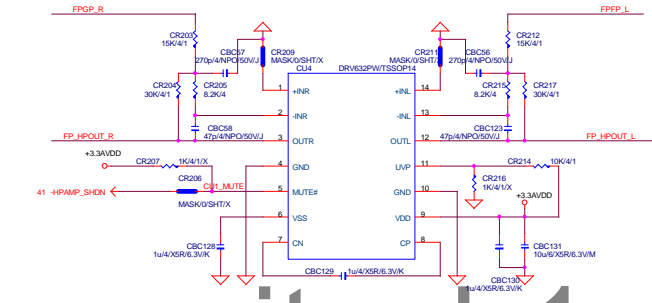 FPGP_R
FPFP_L
CR203
15K/4/1
CR212
15K/4/1
CBC57
270p/4/NPO/50V/J
CR209
MASK/0/SHT/X
CR211
MASK/0/SHT/X
CBC56
270p/4/NPO/50V/J
CU4
DRV632PW/TSSOP14
CR204
30K/4/1
CR205
8.2K/4
CR215
8.2K/4
CR217
30K/4/1
1 +INR
+INL 14
2 -INR
-INL 13
CBC58
47p/4/NPO/50V/J
CBC123
47p/4/NPO/50V/J
FP_HPOUT_R
3 OUTR
OUTL 12
FP_HPOUT_L
+3.3AVDD
CR207 1K/4/1/X
4 GND
UVP 11
CR214 10K/4/1
CR206
CU1_MUTE
CR216
1K/4/1/X
41 -HPAMP_SHDN
5 MUTE#
GND 10
MASK/0/SHT/X
+3.3AVDD
6 VSS
VDD 9
CBC128
1u/4/X5R/6.3V/K
7 CN
CP 8
CBC131
10u/6/X5R/6.3V/M
CBC129 1u/4/X5R/6.3V/K
CBC130
1u/4/X5R/6.3V/K